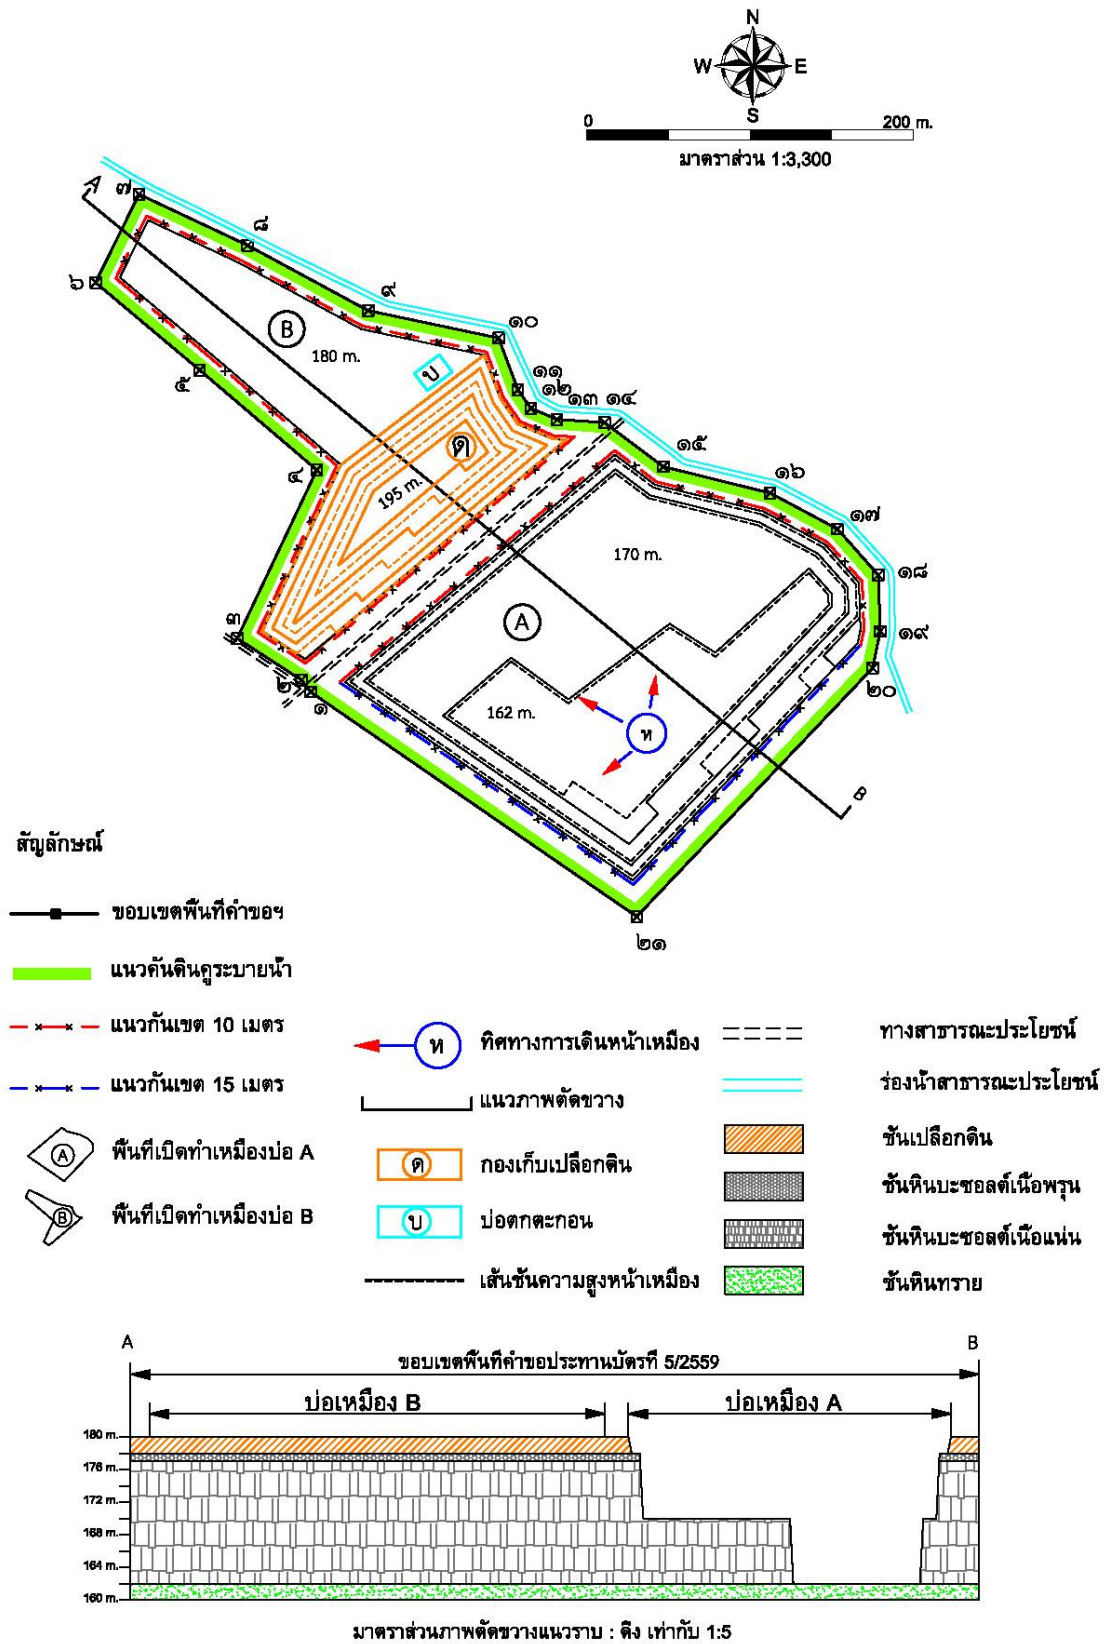 N
W E
S
0 200 m.
มาตราส่วน 1:3,300
A
๗
๘
๖
๙
B
180 m.
๑๐
๕
บ
๑๑
๑๒
๑๓
๑๔
ด
๔
195 m.
๑๕
๑๖
๑๗
170 m.
๑๘
A
๓
๑๙
๒
๑
๒๐
162 m.
ห
B
๒๑
สัญลักษณ์
ขอบเขตพื้นที่คำขอฯ
แนวคันดินคูระบายน้ำ
แนวกันเขต 10 เมตร
แนวกันเขต 15 เมตร
A พื้นที่เปิดทำเหมืองบ่อ A
B พื้นที่เปิดทำเหมืองบ่อ B
ห ทิศทางการเดินหน้าเหมือง
แนวภาพตัดขวาง
ด กองเก็บเปลือกดิน
บ บ่อตกตะกอน
เส้นชั้นความสูงหน้าเหมือง
ทางสาธารณะประโยชน์
ร่องน้ำสาธารณะประโยชน์
ชั้นเปลือกดิน
ชั้นหินบะซอลต์เนื้อพรุน
ชั้นหินบะซอลต์เนื้อแน่น
ชั้นหินทราย
A B
ขอบเขตพื้นที่คำขอประทานบัตรที่ 5/2559
บ่อเหมือง B บ่อเหมือง A
180 m.
176 m.
172 m.
168 m.
164 m.
160 m.
มาตราส่วนภาพตัดขวางแนวราบ : ดิ่ง เท่ากับ 1:5